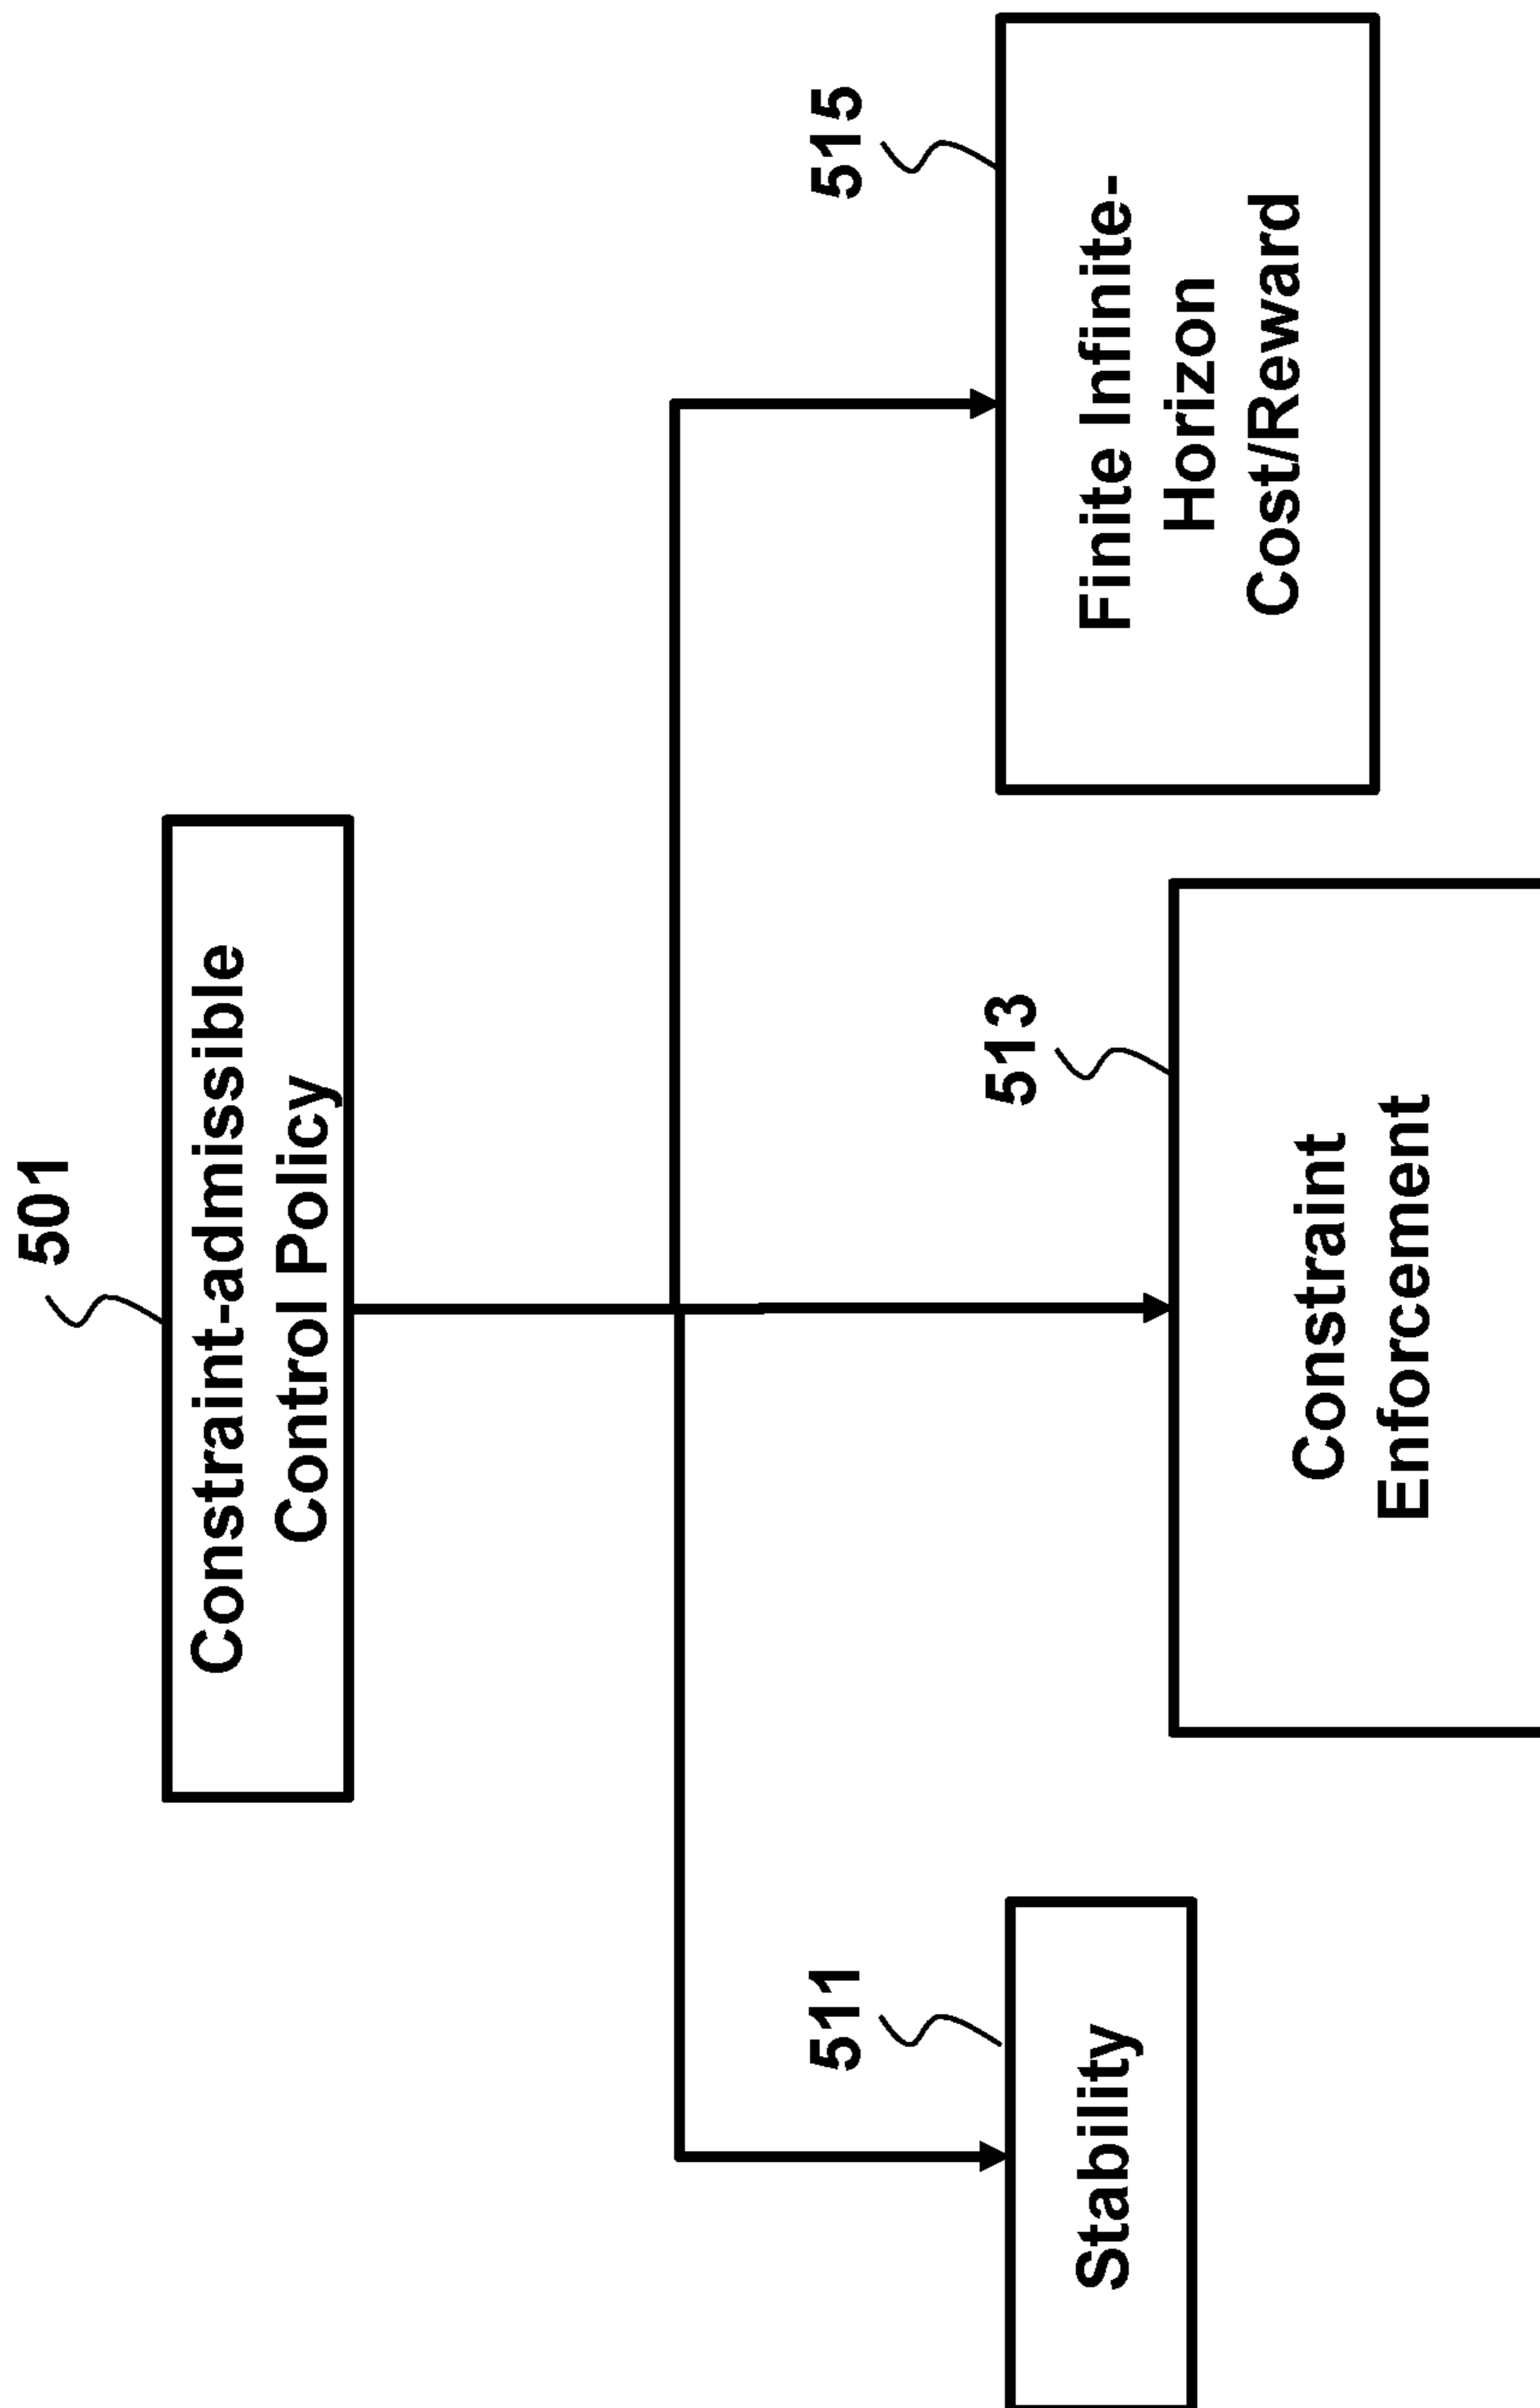 501
Constraint-admissible
Control Policy
511
Stability
513
Constraint
Enforcement
515
Finite Infinite-
Horizon
Cost/Reward